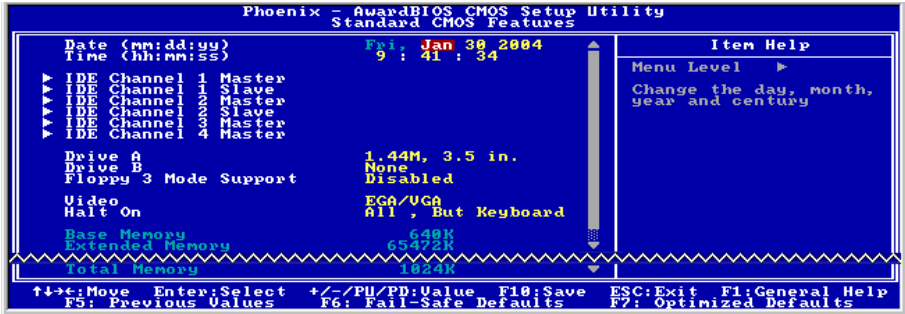 Phoenix - AwardBIOS CMOS Setup Utility
Standard CMOS Features
Date (mm:dd:yy) Fri, Jan 30 2004
Time (hh:mm:ss) 9 : 41 : 34
IDE Channel 1 Master
IDE Channel 1 Slave
IDE Channel 2 Master
IDE Channel 2 Slave
IDE Channel 3 Master
IDE Channel 4 Master
Drive A 1.44M, 3.5 in.
Drive B None
Floppy 3 Mode Support Disabled
Video EGA/VGA
Halt On All , But Keyboard
Base Memory 640K
Extended Memory 65472K
Total Memory 1024K
Item Help
Menu Level ►
Change the day, month,
year and century
↑↓→←:Move Enter:Select +/-/PU/PD:Value F10:Save ESC:Exit F1:General Help
F5: Previous Values F6: Fail-Safe Defaults F7: Optimized Defaults